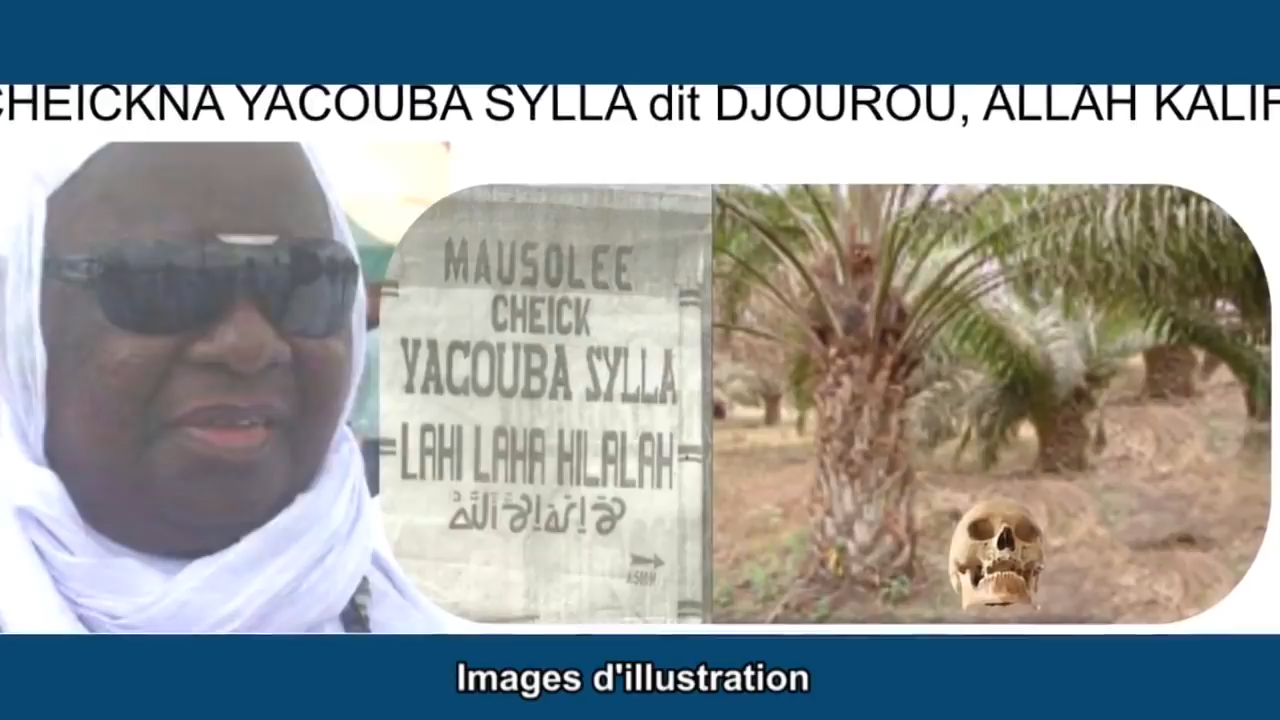 CHEICKNA YACOUBA SYLLA dit DJOUROU, ALLAH KALIF
MAUSOLEE
CHEICK
YACOUBA SYLLA
LAHI LAHA HILALAH
Images d'illustration